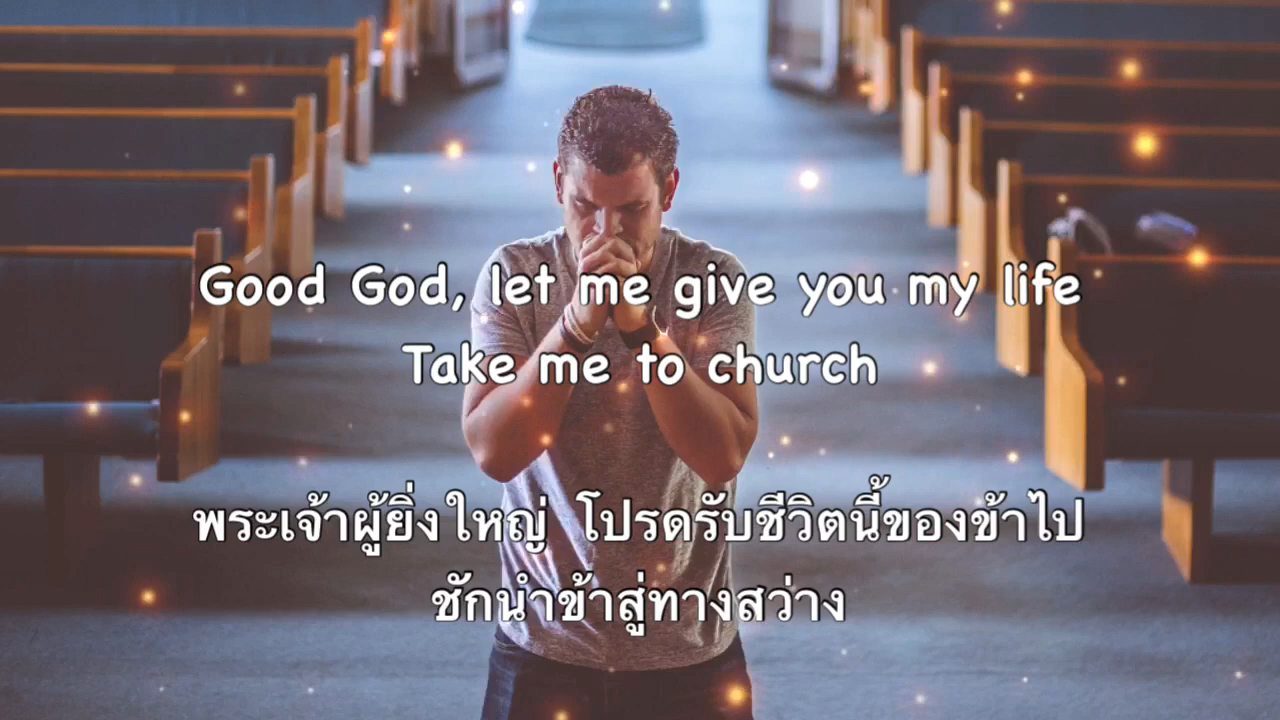 Good God, let me give you my life
Take me to church
พระเจ้าผู้ยิ่งใหญ่ โปรดรับชีวิตนี้ของข้าไป
ชักนำข้าสู่ทางสว่าง